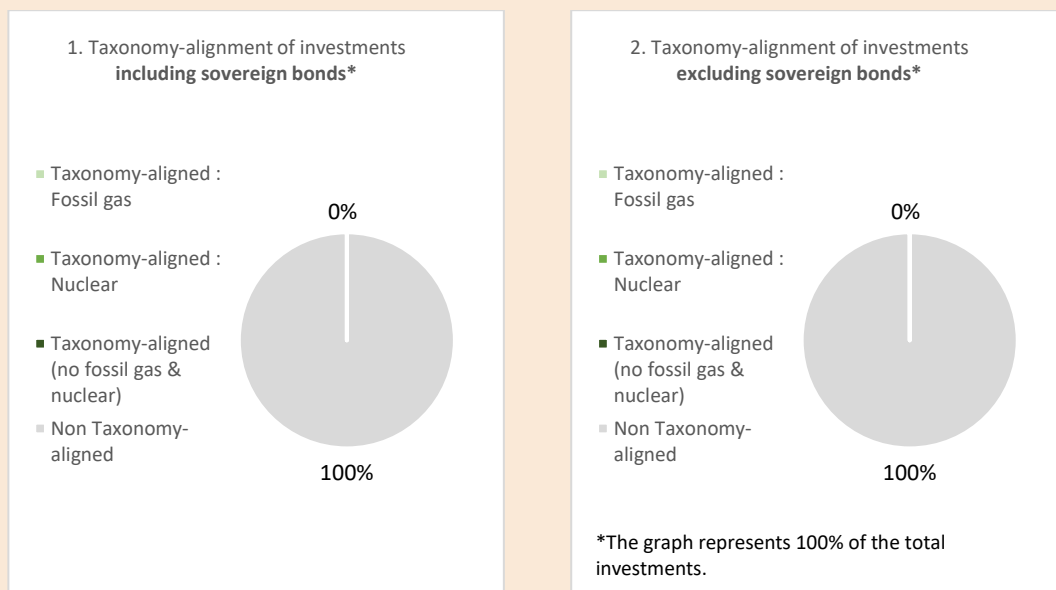 1. Taxonomy-alignment of investments
including sovereign bonds*
Taxonomy-aligned :
Fossil gas
Taxonomy-aligned :
Nuclear
Taxonomy-aligned
(no fossil gas &
nuclear)
Non Taxonomy-
aligned
0%
100%
2. Taxonomy-alignment of investments
excluding sovereign bonds*
Taxonomy-aligned :
Fossil gas
Taxonomy-aligned :
Nuclear
Taxonomy-aligned
(no fossil gas &
nuclear)
Non Taxonomy-
aligned
0%
100%
*The graph represents 100% of the total
investments.